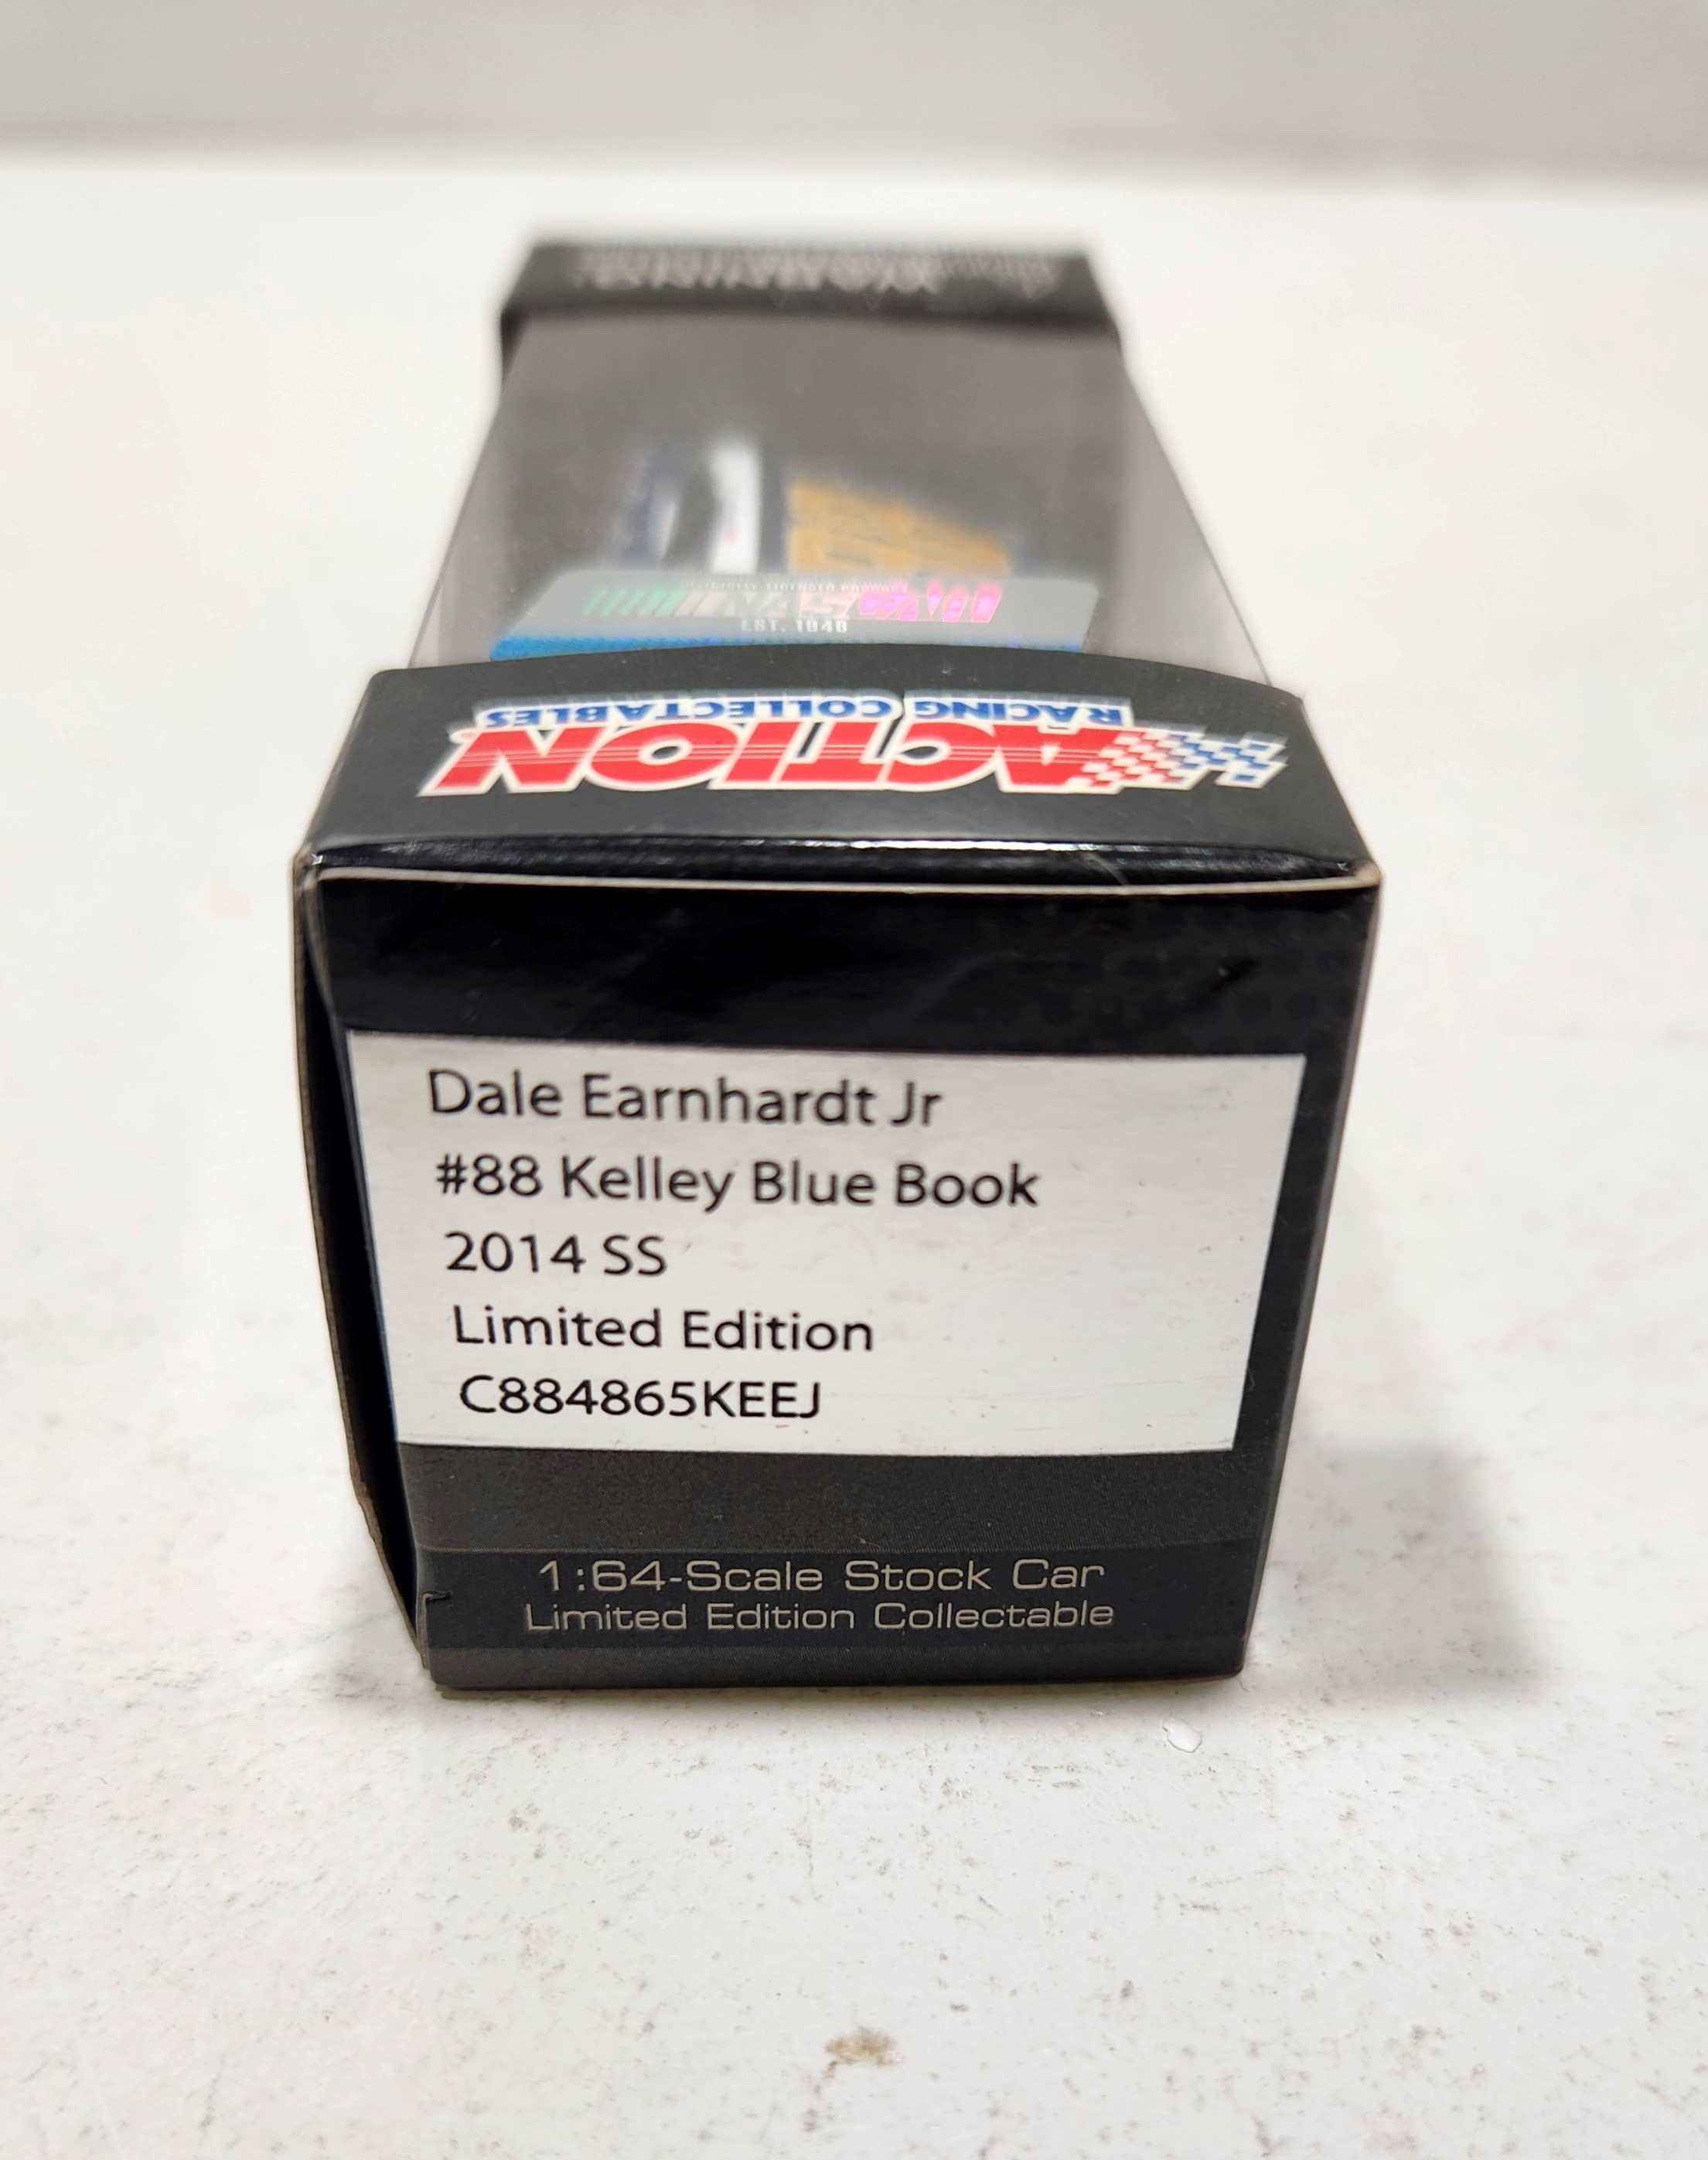 WARNING:
EST. 1948
ACTION
RACING COLLECTABLES
Dale Earnhardt Jr
#88 Kelley Blue Book
2014 SS
Limited Edition
C884865KEEJ
1:64-Scale Stock Car
Limited Edition Collectable